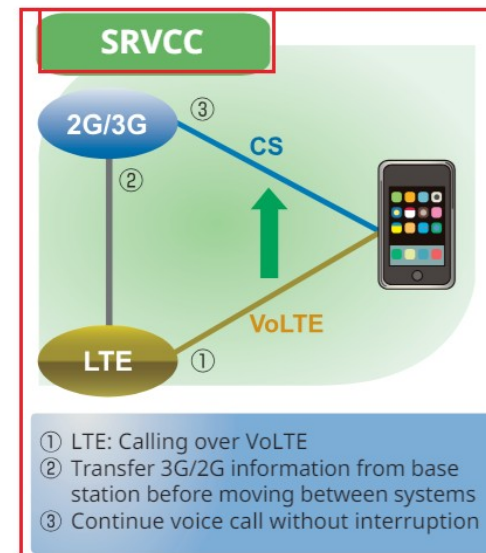 SRVCC
③
2G/3G
CS
②
VoLTE
LTE
①
① LTE: Calling over VoLTE
② Transfer 3G/2G information from base
station before moving between systems
③ Continue voice call without interruption